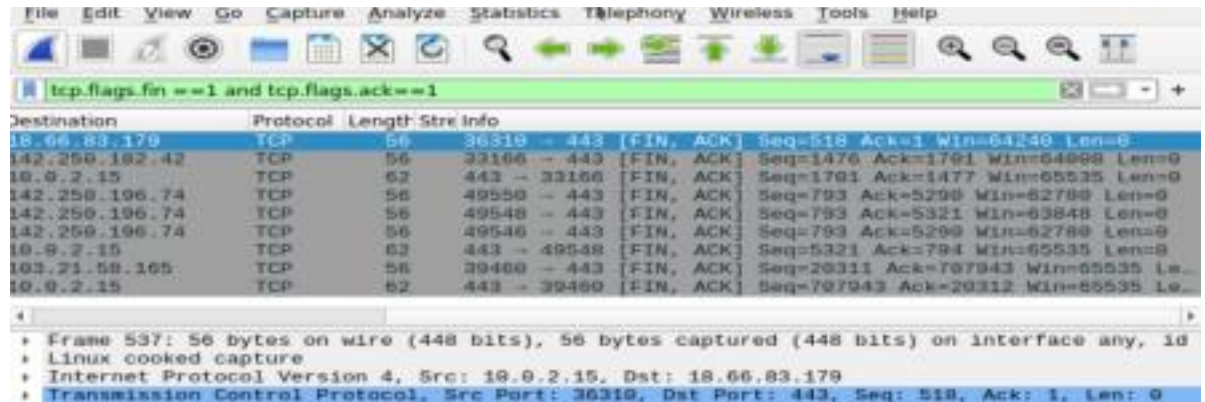 File Edit View Go Capture Analyze Statistics Telephony Wireless Tools Help
tcp.flags.fin ==1 and tcp.flags.ack==1
Destination Protocol Length Stre Info
18.66.83.179 TCP 56 36310 → 443 [FIN, ACK] Seq=518 Ack=1 Win=64240 Len=0
142.250.182.42 TCP 56 33166 → 443 [FIN, ACK] Seq=1476 Ack=1701 Win=64008 Len=0
10.0.2.15 TCP 62 443 → 33166 [FIN, ACK] Seq=1701 Ack=1477 Win=65535 Len=0
142.250.196.74 TCP 56 49550 → 443 [FIN, ACK] Seq=793 Ack=5290 Win=62780 Len=0
142.250.196.74 TCP 56 49548 → 443 [FIN, ACK] Seq=793 Ack=5321 Win=63848 Len=0
142.250.196.74 TCP 56 49546 → 443 [FIN, ACK] Seq=793 Ack=5290 Win=62780 Len=0
10.0.2.15 TCP 62 443 → 49548 [FIN, ACK] Seq=5321 Ack=794 Win=65535 Len=0
103.21.58.165 TCP 56 39460 → 443 [FIN, ACK] Seq=20311 Ack=707943 Win=65535 Le…
10.0.2.15 TCP 62 443 → 39460 [FIN, ACK] Seq=707943 Ack=20312 Win=65535 Le…
Frame 537: 56 bytes on wire (448 bits), 56 bytes captured (448 bits) on interface any, id
Linux cooked capture
Internet Protocol Version 4, Src: 10.0.2.15, Dst: 18.66.83.179
Transmission Control Protocol, Src Port: 36310, Dst Port: 443, Seq: 518, Ack: 1, Len: 0